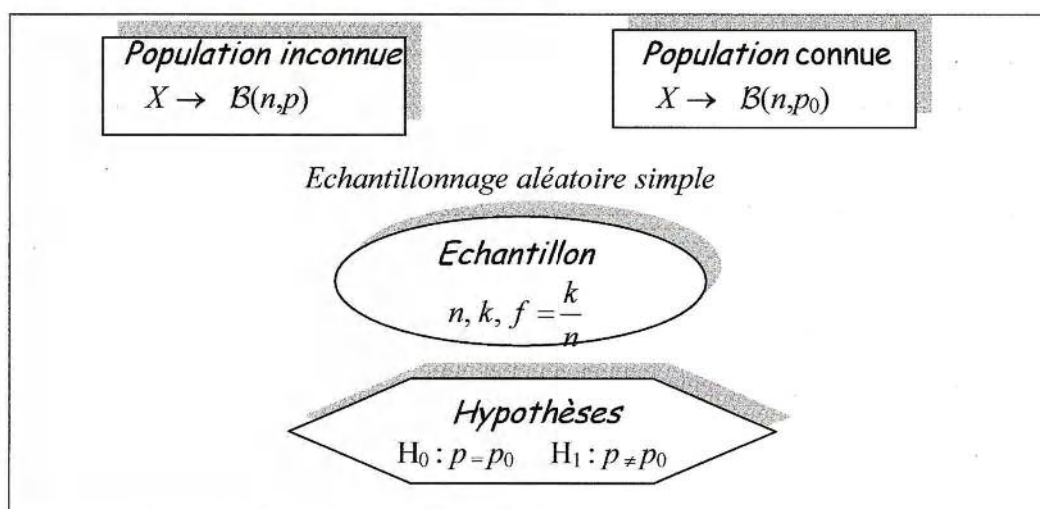 Population inconnue
X → B(n,p)
Population connue
X → B(n,p₀)
Echantillonnage aléatoire simple
Echantillon
n, k, f = k/n
Hypothèses
H₀ : p = p₀ H₁ : p ≠ p₀